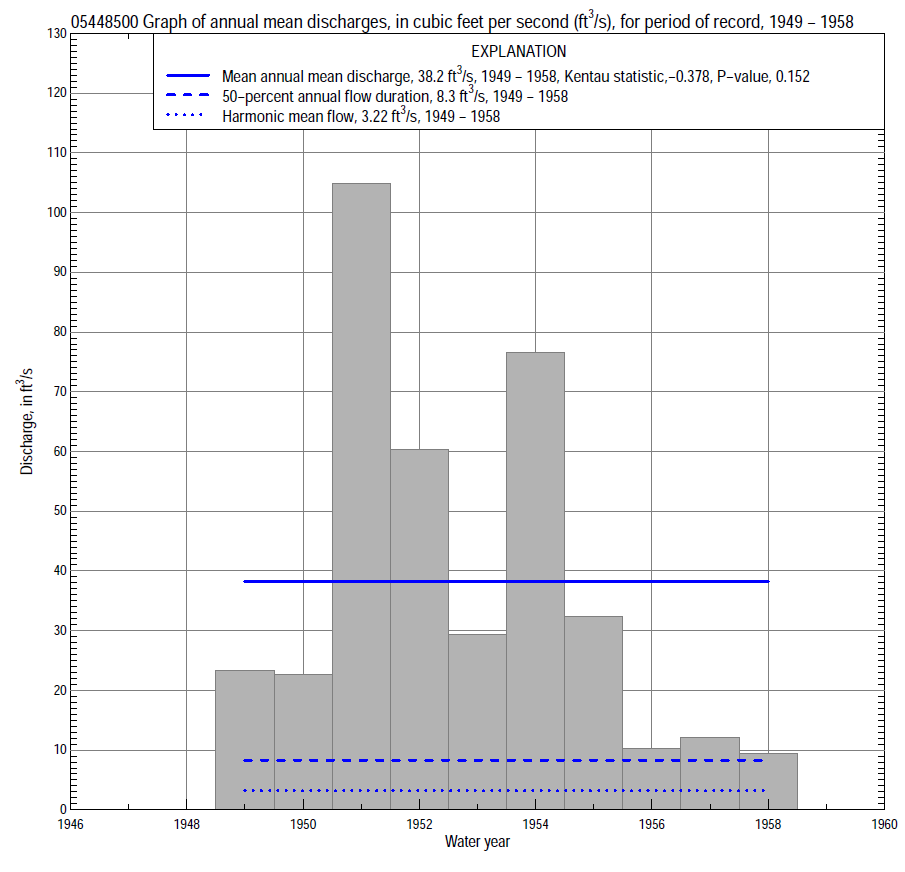 05448500 Graph of annual mean discharges, in cubic feet per second (ft³/s), for period of record, 1949 – 1958
EXPLANATION
Mean annual mean discharge, 38.2 ft³/s, 1949 – 1958, Kentau statistic,–0.378, P–value, 0.152
50–percent annual flow duration, 8.3 ft³/s, 1949 – 1958
Harmonic mean flow, 3.22 ft³/s, 1949 – 1958
130
120
110
100
90
80
70
60
50
40
30
20
10
0
Discharge, in ft³/s
1946 1948 1950 1952 1954 1956 1958 1960
Water year